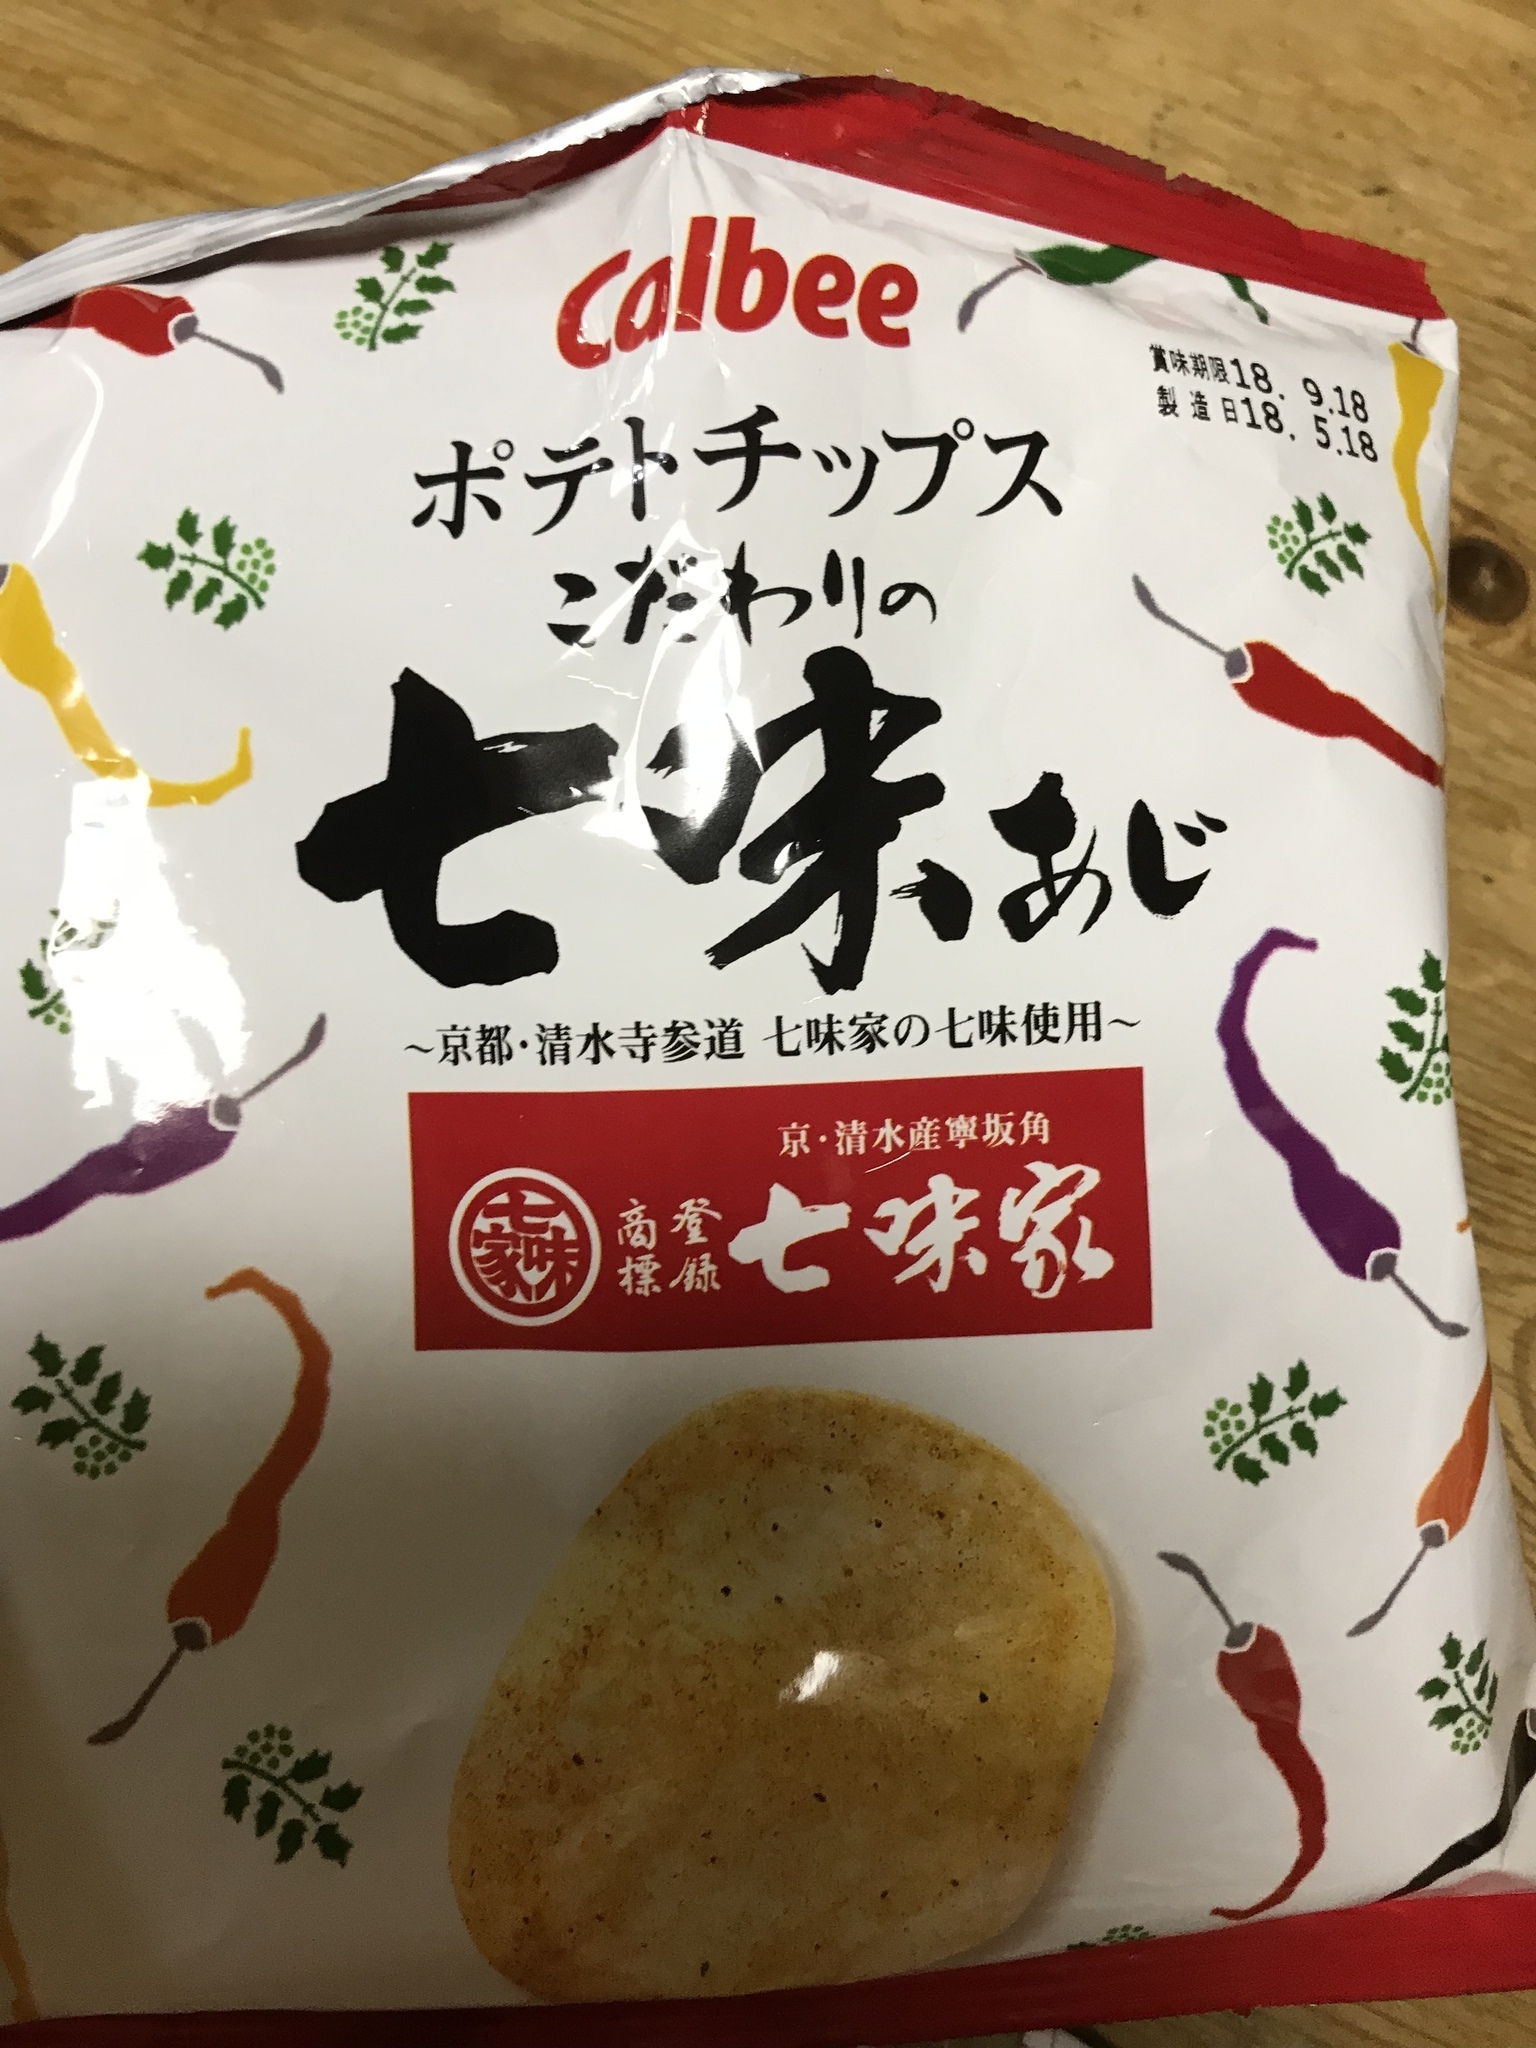 Calbee
賞味期限18. 9.18
製造日18. 5.18
ポテトチップス
こだわりの
七味あじ
～京都・清水寺参道 七味家の七味使用～
京・清水産寧坂角
七味家
登録商標
七味家